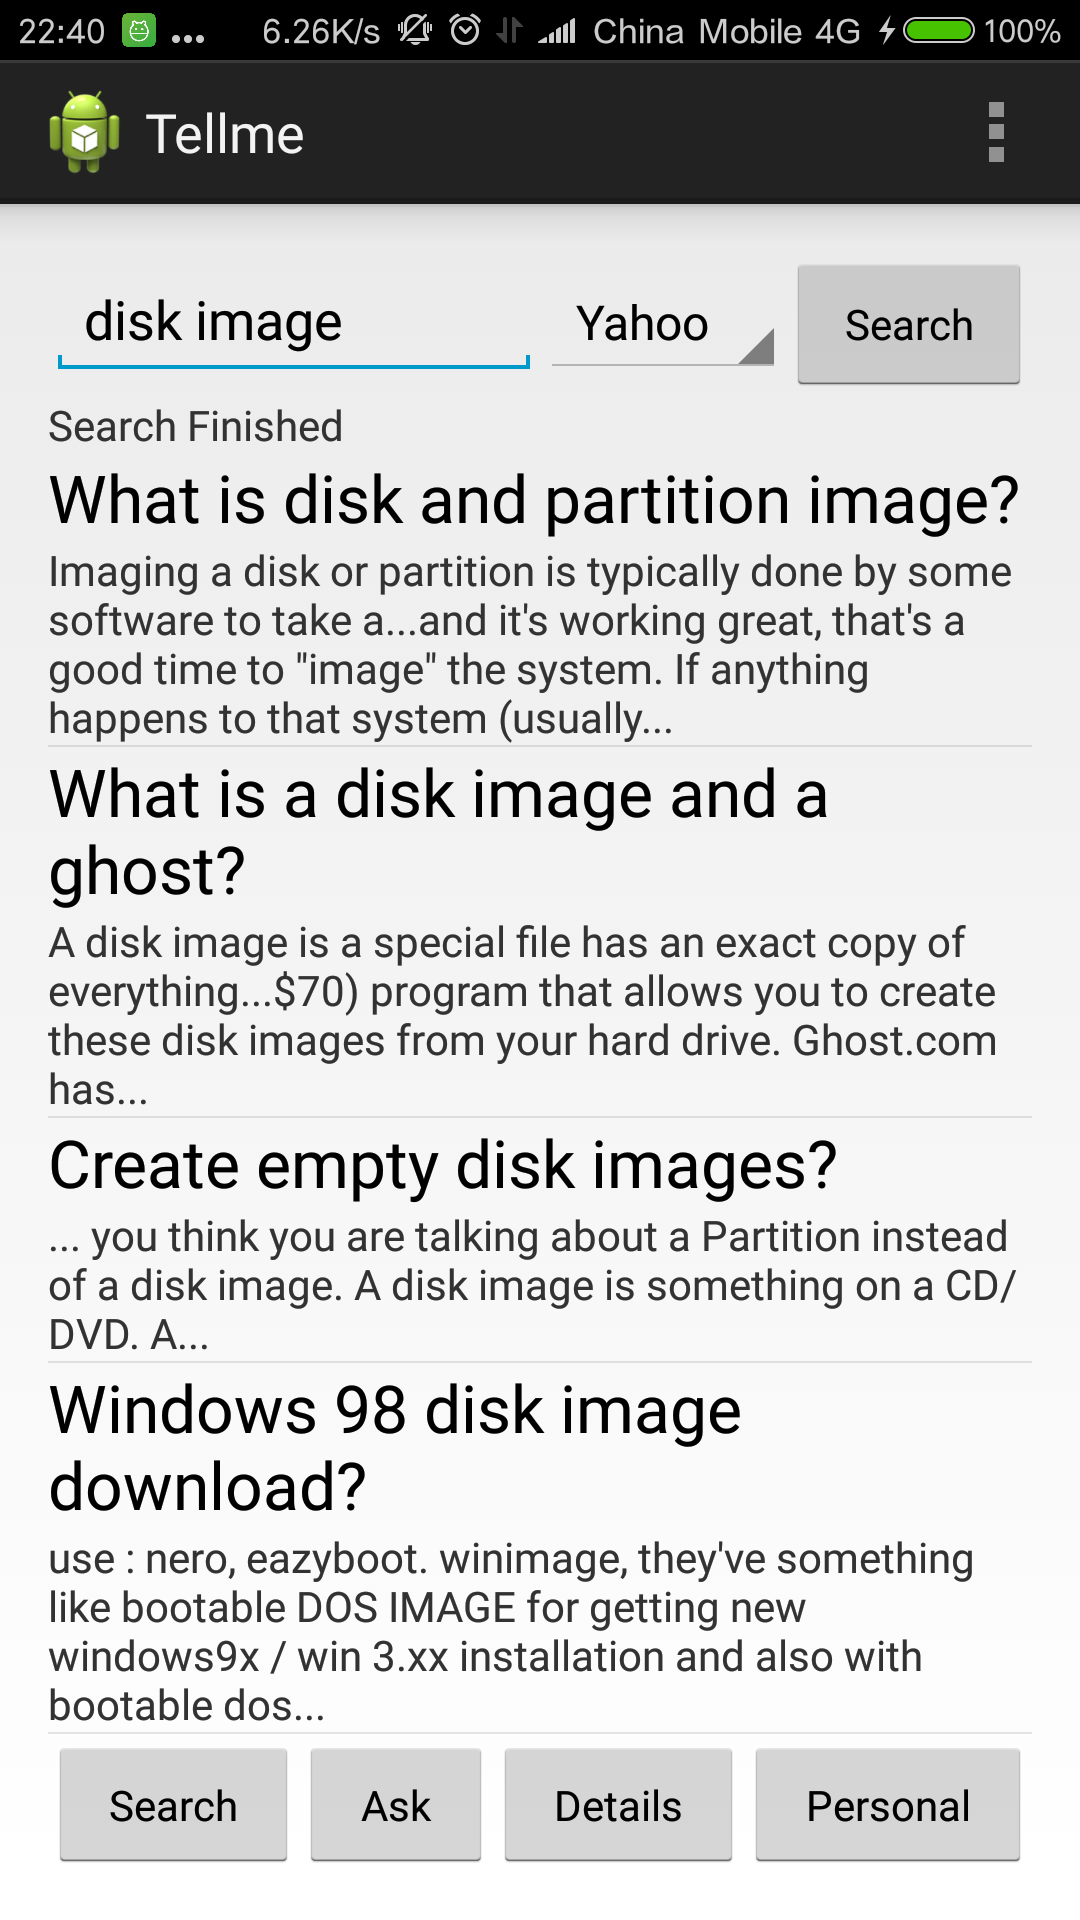 22:40 ... 6.26K/s China Mobile 4G 100%
Tellme
disk image Yahoo Search
Search Finished
What is disk and partition image?
Imaging a disk or partition is typically done by some
software to take a...and it's working great, that's a
good time to "image" the system. If anything
happens to that system (usually...
What is a disk image and a
ghost?
A disk image is a special file has an exact copy of
everything...$70) program that allows you to create
these disk images from your hard drive. Ghost.com
has...
Create empty disk images?
... you think you are talking about a Partition instead
of a disk image. A disk image is something on a CD/
DVD. A...
Windows 98 disk image
download?
use : nero, eazyboot. winimage, they've something
like bootable DOS IMAGE for getting new
windows9x / win 3.xx installation and also with
bootable dos...
Search Ask Details Personal